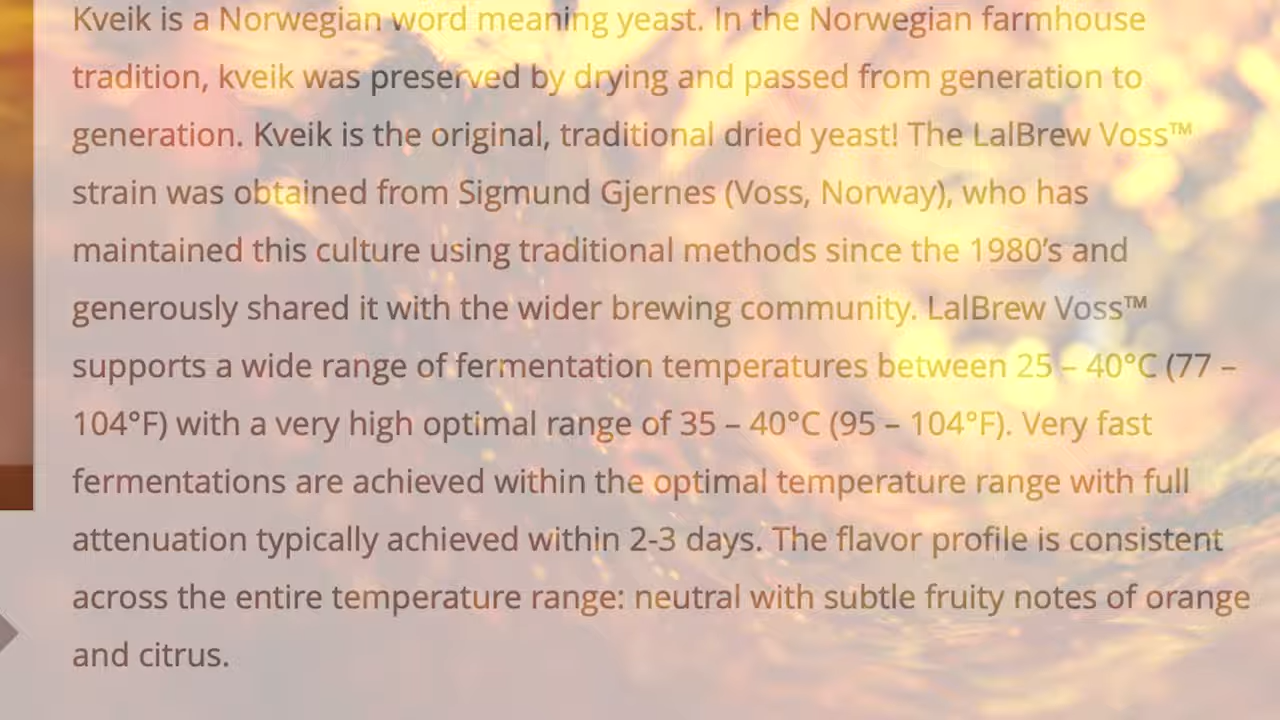 Kveik is a Norwegian word meaning yeast. In the Norwegian farmhouse
tradition, kveik was preserved by drying and passed from generation to
generation. Kveik is the original, traditional dried yeast! The LalBrew Voss™
strain was obtained from Sigmund Gjernes (Voss, Norway), who has
maintained this culture using traditional methods since the 1980’s and
generously shared it with the wider brewing community. LalBrew Voss™
supports a wide range of fermentation temperatures between 25 – 40°C (77 –
104°F) with a very high optimal range of 35 – 40°C (95 – 104°F). Very fast
fermentations are achieved within the optimal temperature range with full
attenuation typically achieved within 2-3 days. The flavor profile is consistent
across the entire temperature range: neutral with subtle fruity notes of orange
and citrus.